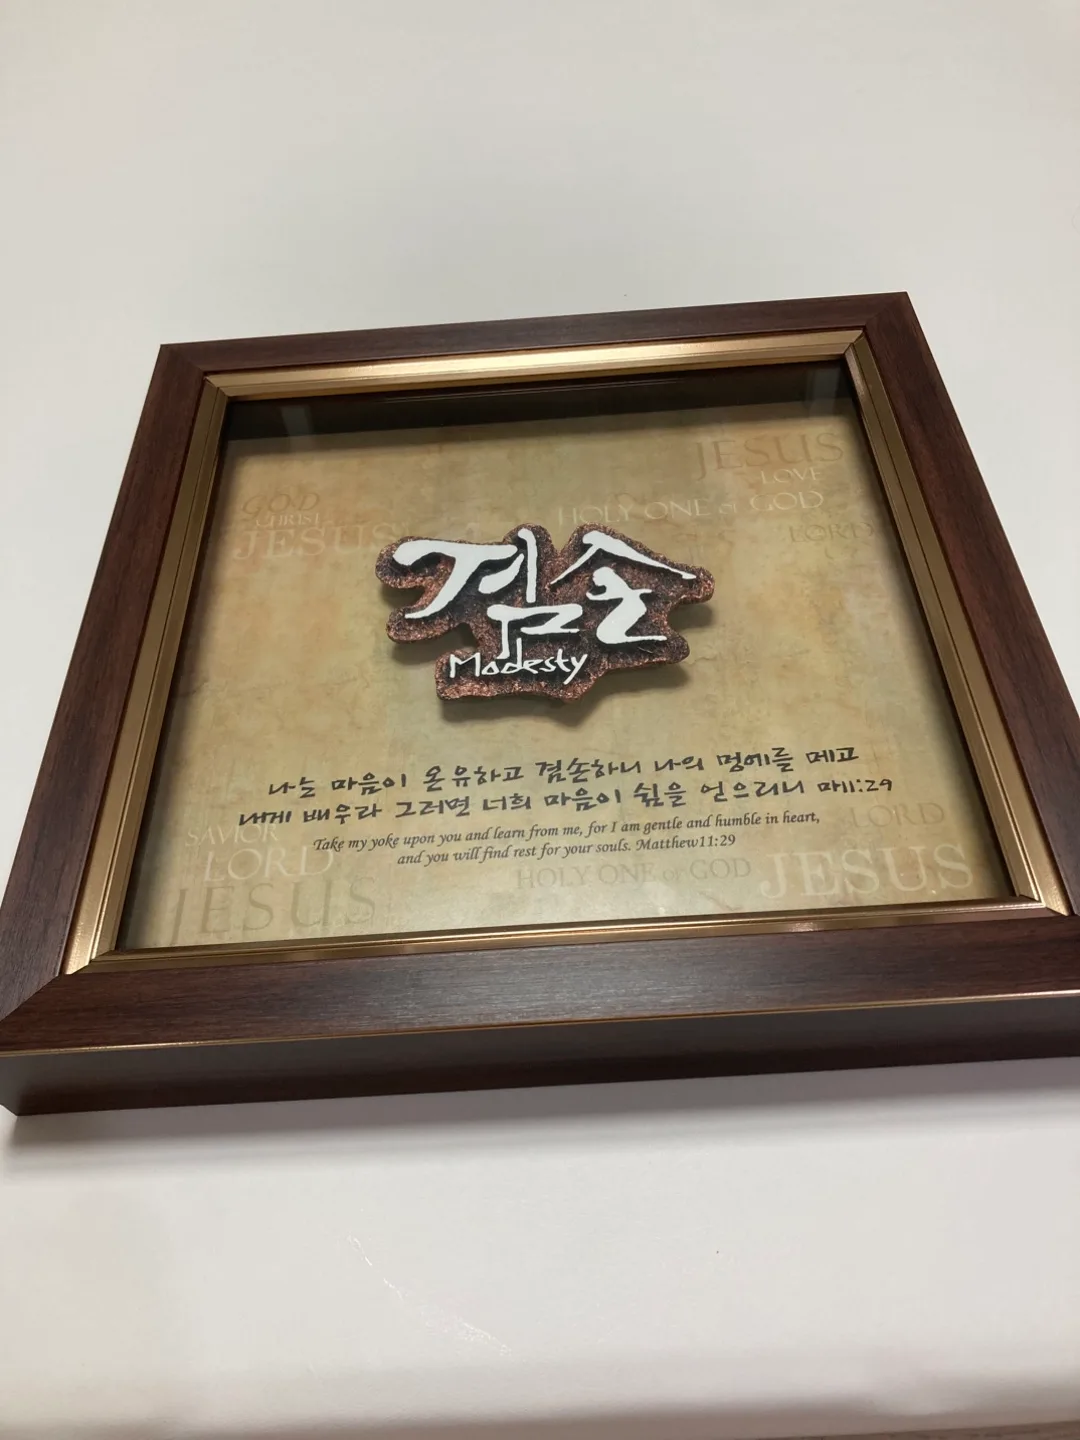 JESUS
LOVE
GOD
CHRIST
JESUS
HOLY ONE of GOD
LORD
겸손
Modesty
나는 마음이 온유하고 겸손하니 나의 멍에를 메고
내게 배우라 그러면 너희 마음이 쉼을 얻으리니 마11:29
Take my yoke upon you and learn from me, for I am gentle and humble in heart,
and you will find rest for your souls. Matthew11:29
SAVIOR
LORD
JESUS
HOLY ONE of GOD
LORD
JESUS